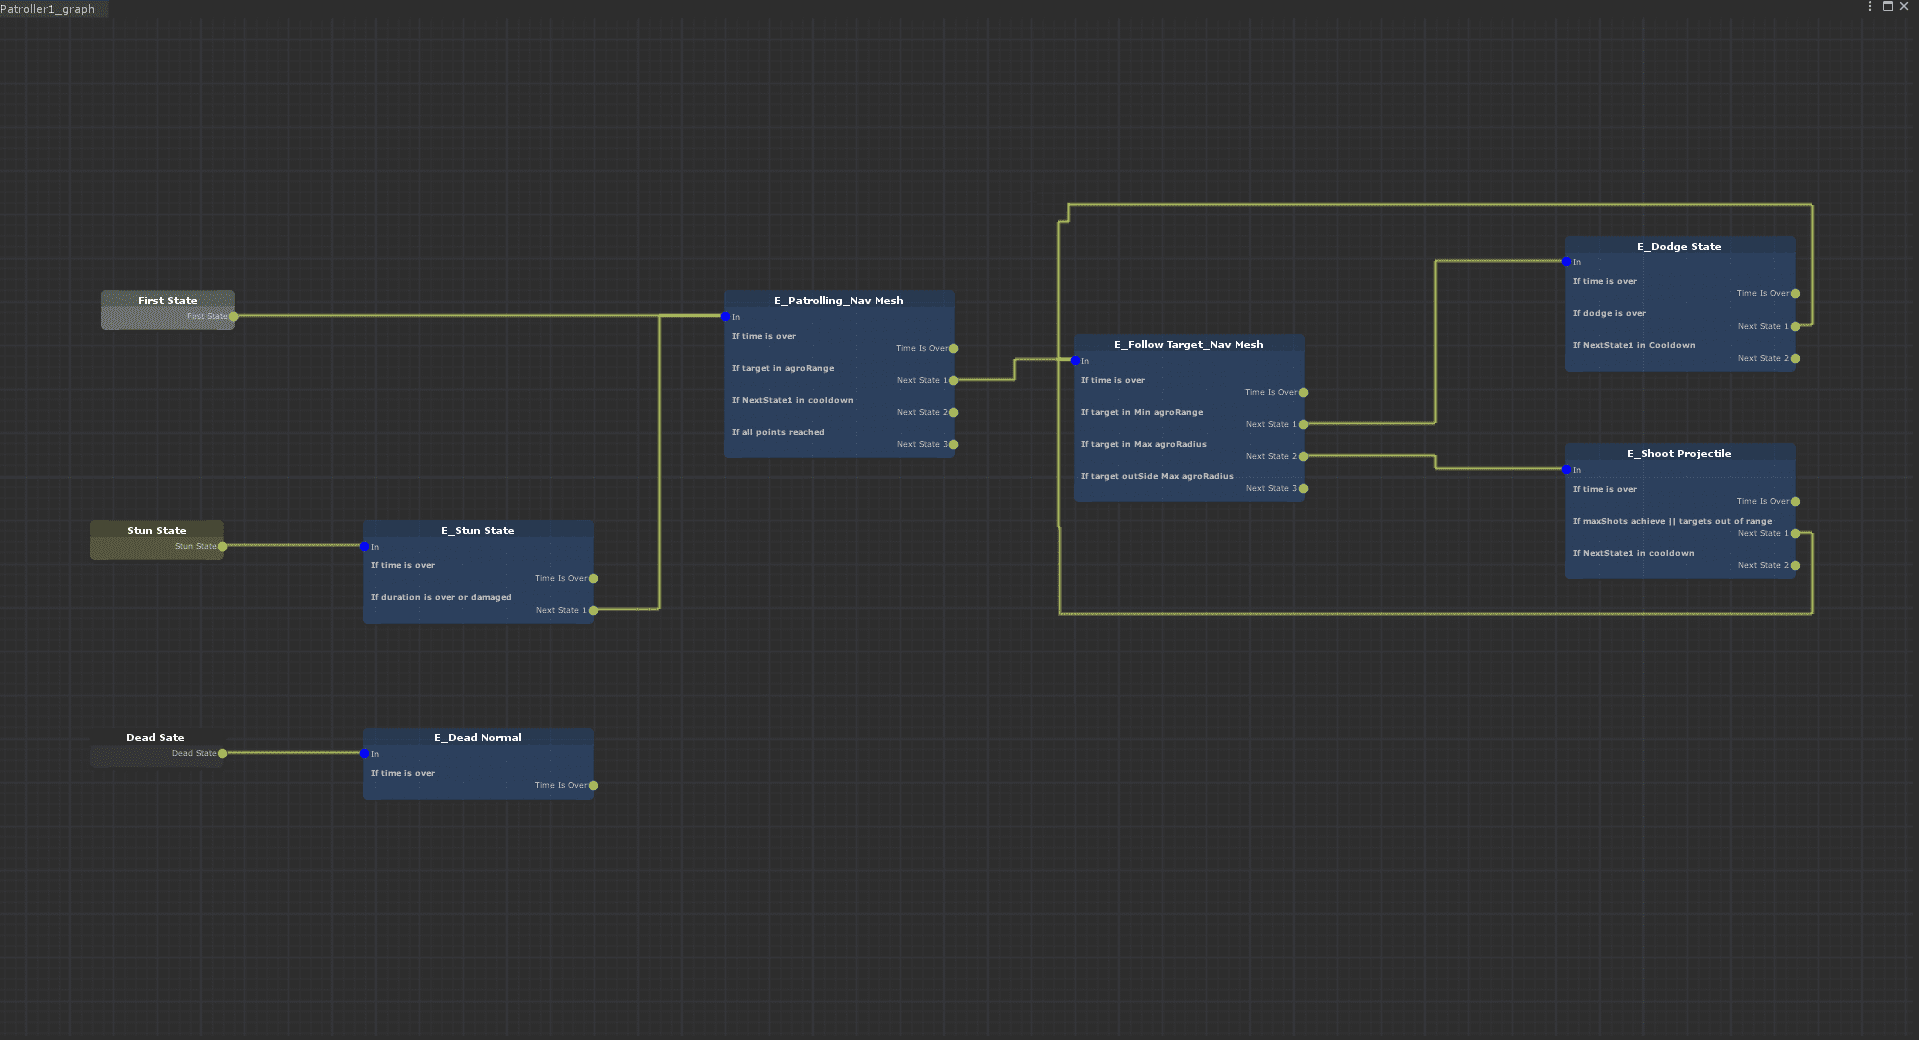 Patroller1_graph
First State
First State
Stun State
Stun State
Dead Sate
Dead State
E_Stun State
In
If time is over
Time Is Over
If duration is over or damaged
Next State 1
E_Dead Normal
In
If time is over
Time Is Over
E_Patrolling_Nav Mesh
In
If time is over
Time Is Over
If target in agroRange
Next State 1
If NextState1 in cooldown
Next State 2
If all points reached
Next State 3
E_Follow Target_Nav Mesh
In
If time is over
Time Is Over
If target in Min agroRange
Next State 1
If target in Max agroRadius
Next State 2
If target outSide Max agroRadius
Next State 3
E_Dodge State
In
If time is over
Time Is Over
If dodge is over
Next State 1
If NextState1 in Cooldown
Next State 2
E_Shoot Projectile
In
If time is over
Time Is Over
If maxShots achieve || targets out of range
Next State 1
If NextState1 in cooldown
Next State 2